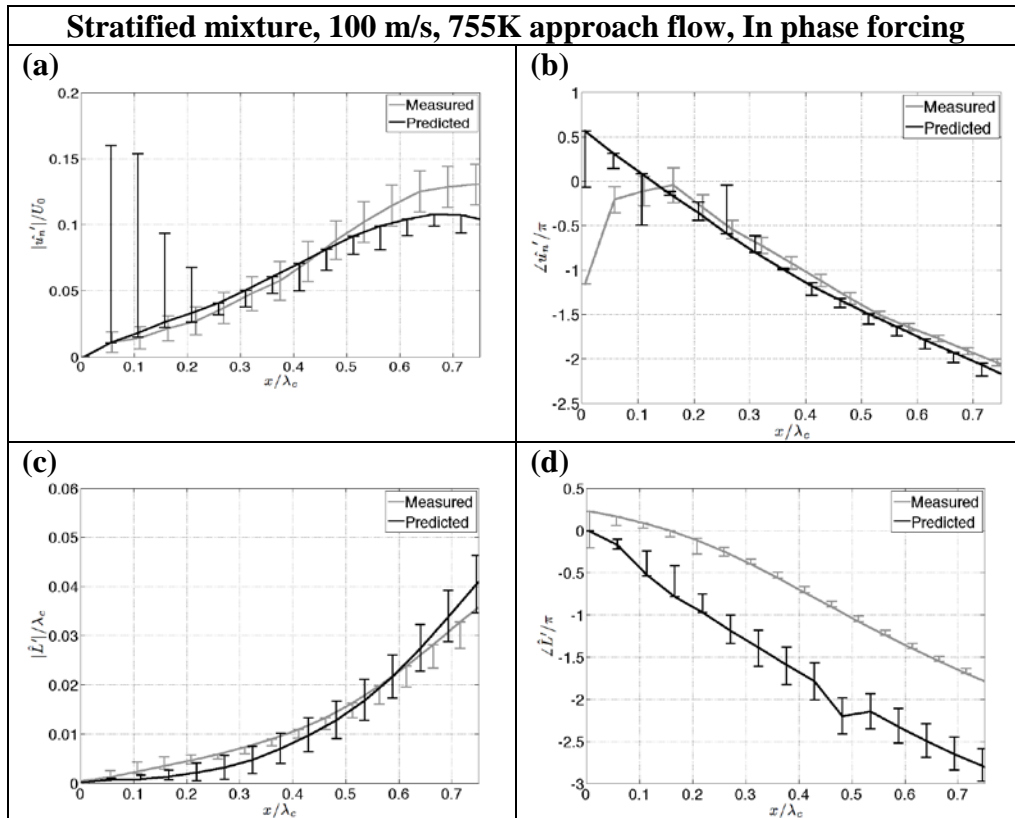 Stratified mixture, 100 m/s, 755K approach flow, In phase forcing
(a)
0.2
0.15
0.1
0.05
0
|û_n'|/U_0
Measured
Predicted
0 0.1 0.2 0.3 0.4 0.5 0.6 0.7
x/λ_c
(b)
1
0.5
0
-0.5
-1
-1.5
-2
-2.5
∠û_n'/π
Measured
Predicted
0 0.1 0.2 0.3 0.4 0.5 0.6 0.7
x/λ_c
(c)
0.06
0.05
0.04
0.03
0.02
0.01
0
|L̂'|/λ_c
Measured
Predicted
0 0.1 0.2 0.3 0.4 0.5 0.6 0.7
x/λ_c
(d)
0.5
0
-0.5
-1
-1.5
-2
-2.5
-3
∠L̂'/π
Measured
Predicted
0 0.1 0.2 0.3 0.4 0.5 0.6 0.7
x/λ_c